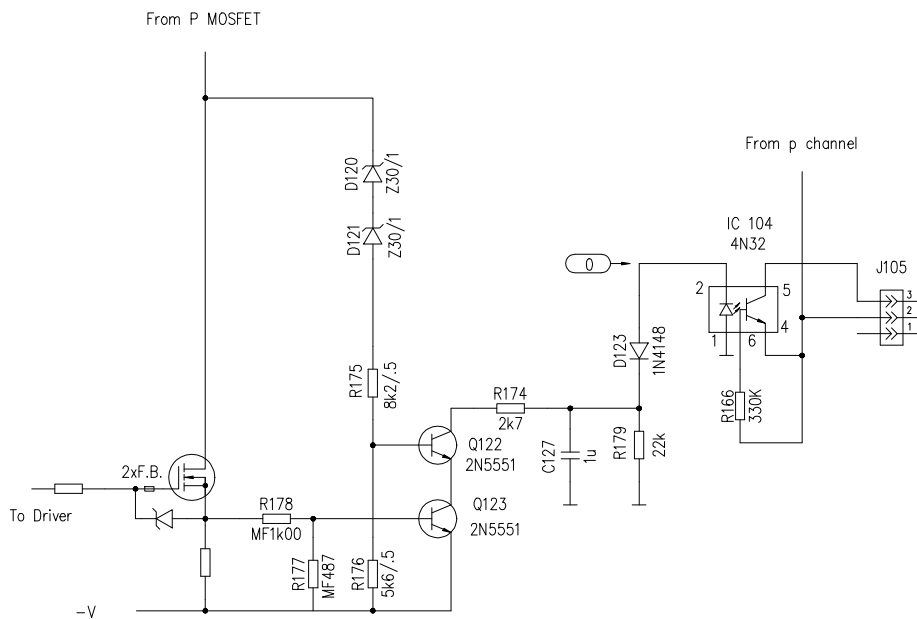 From P MOSFET
From p channel
D120
Z30/1
D121
Z30/1
IC 104
4N32
0
J105
2
5
3
2
1
4
1
6
D123
1N4148
R175
8k2/.5
R174
2k7
R166
330K
C127
1u
R179
22k
Q122
2N5551
2xF.B.
To Driver
R178
MF1k00
Q123
2N5551
R177
MF487
R176
5k6/.5
-V